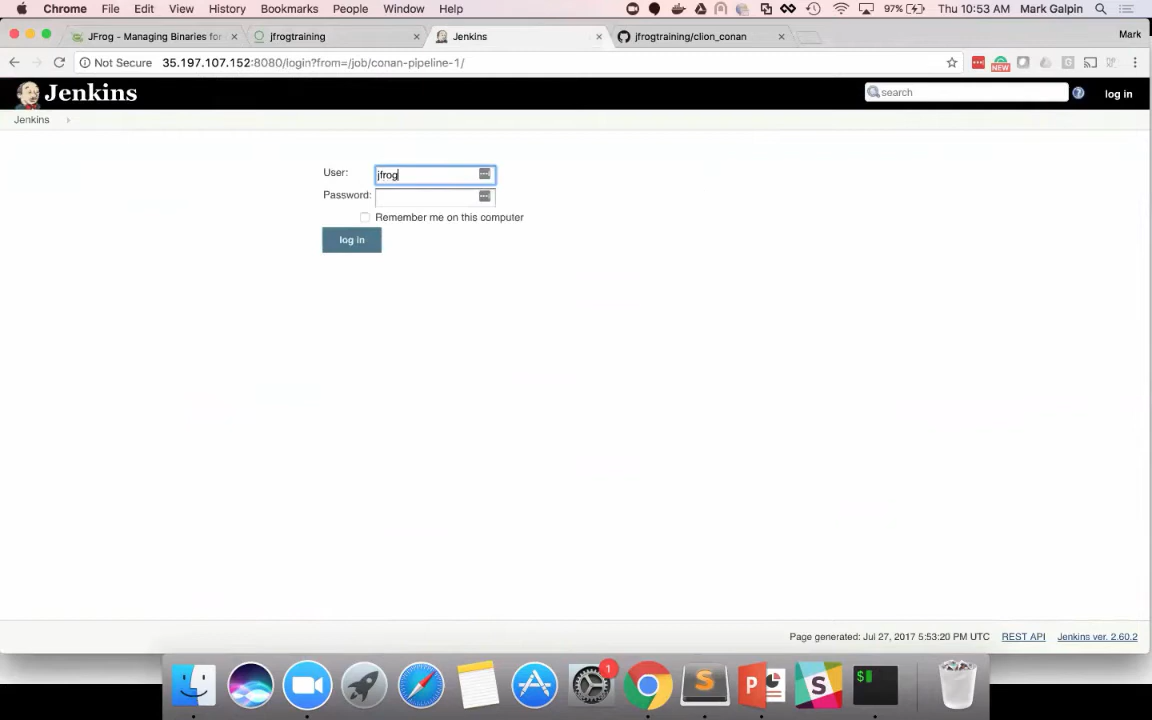 Chrome File Edit View History Bookmarks People Window Help 97% Thu 10:53 AM Mark Galpin
JFrog - Managing Binaries for
jfrogtraining
Jenkins
jfrogtraining/clion_conan
Mark
Not Secure 35.197.107.152:8080/login?from=/job/conan-pipeline-1/
NEW
Jenkins
search
log in
Jenkins
User: jfrog
Password:
Remember me on this computer
log in
Page generated: Jul 27, 2017 5:53:20 PM UTC REST API Jenkins ver. 2.60.2
1